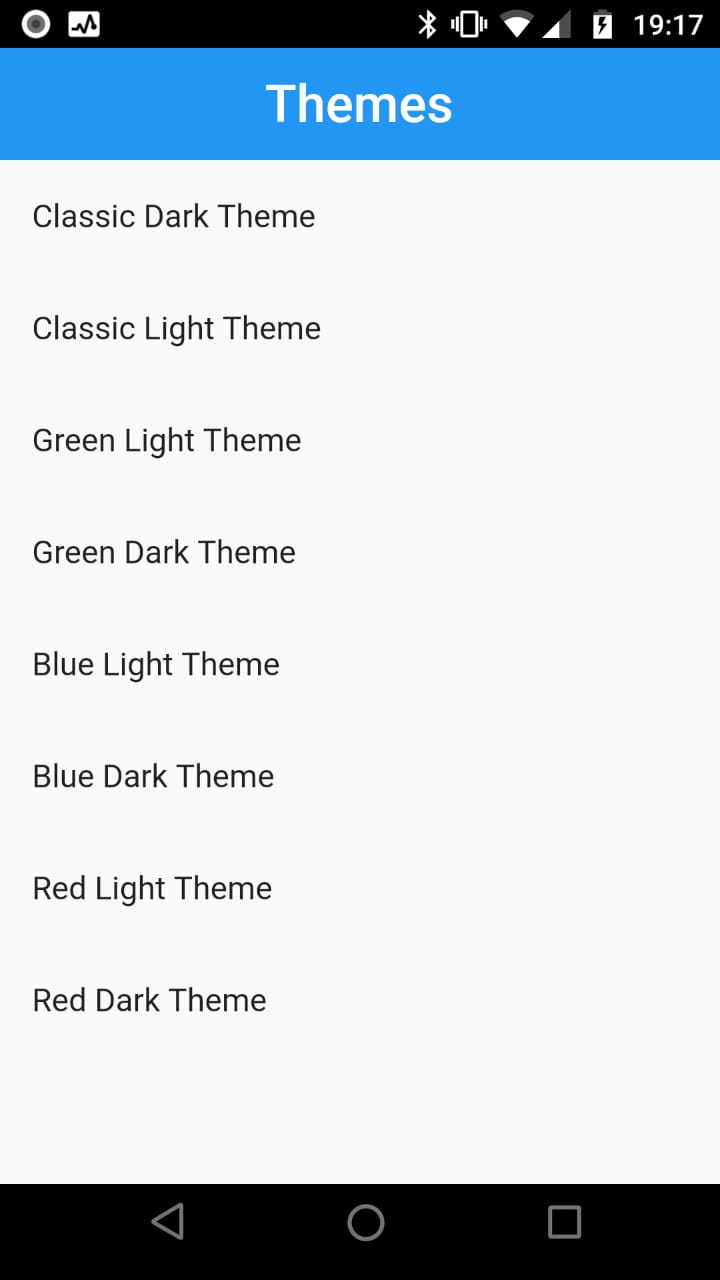 19:17
Themes
Classic Dark Theme
Classic Light Theme
Green Light Theme
Green Dark Theme
Blue Light Theme
Blue Dark Theme
Red Light Theme
Red Dark Theme